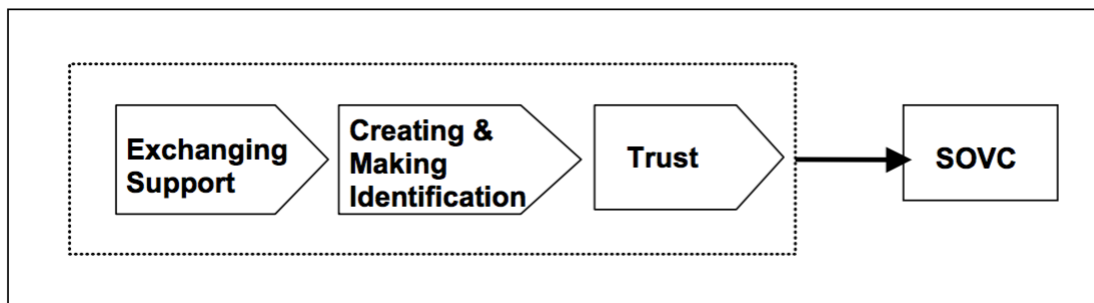 Exchanging
Support
Creating &
Making
Identification
Trust
SOVC